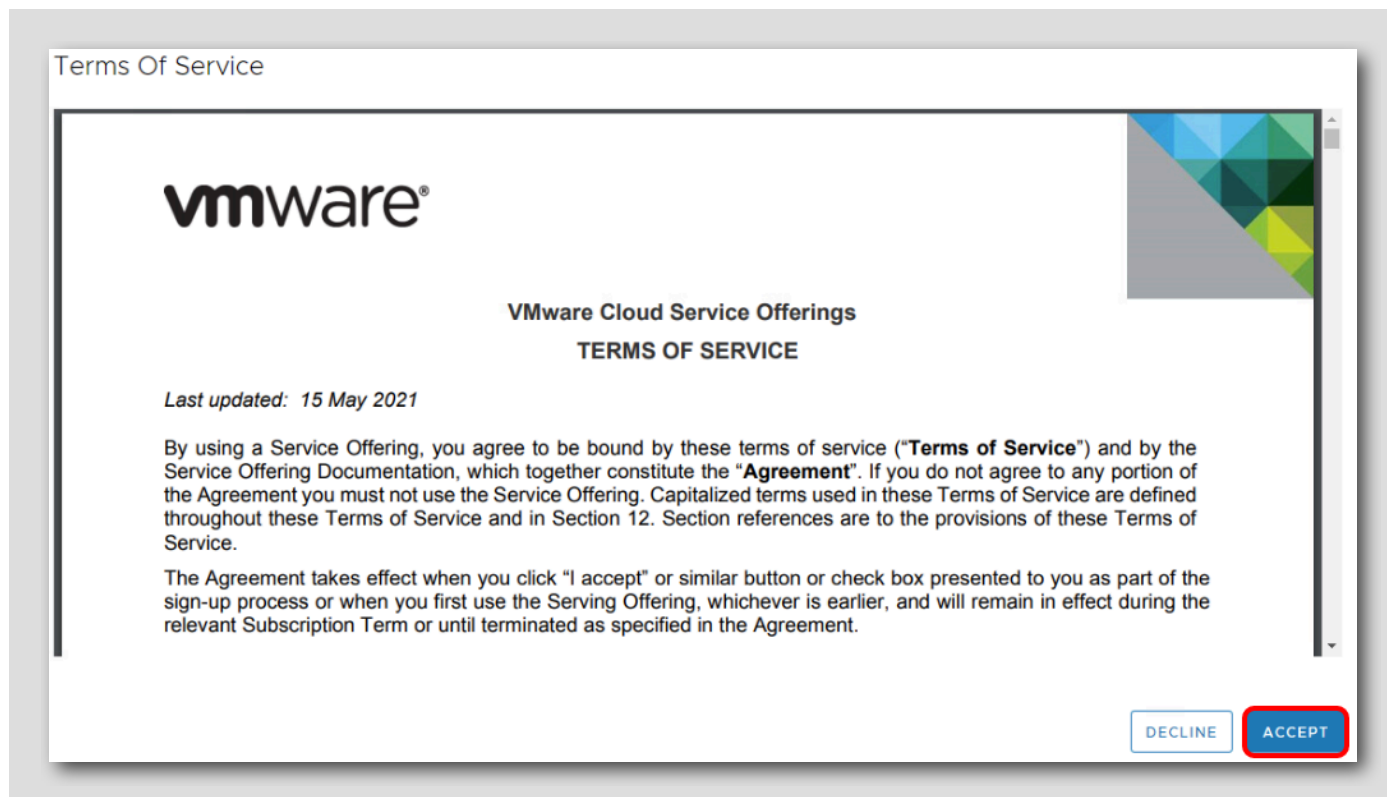 Terms Of Service
vmware®
VMware Cloud Service Offerings
TERMS OF SERVICE
Last updated: 15 May 2021
By using a Service Offering, you agree to be bound by these terms of service (“Terms of Service”) and by the
Service Offering Documentation, which together constitute the “Agreement”. If you do not agree to any portion of
the Agreement you must not use the Service Offering. Capitalized terms used in these Terms of Service are defined
throughout these Terms of Service and in Section 12. Section references are to the provisions of these Terms of
Service.
The Agreement takes effect when you click “I accept” or similar button or check box presented to you as part of the
sign-up process or when you first use the Serving Offering, whichever is earlier, and will remain in effect during the
relevant Subscription Term or until terminated as specified in the Agreement.
DECLINE
ACCEPT